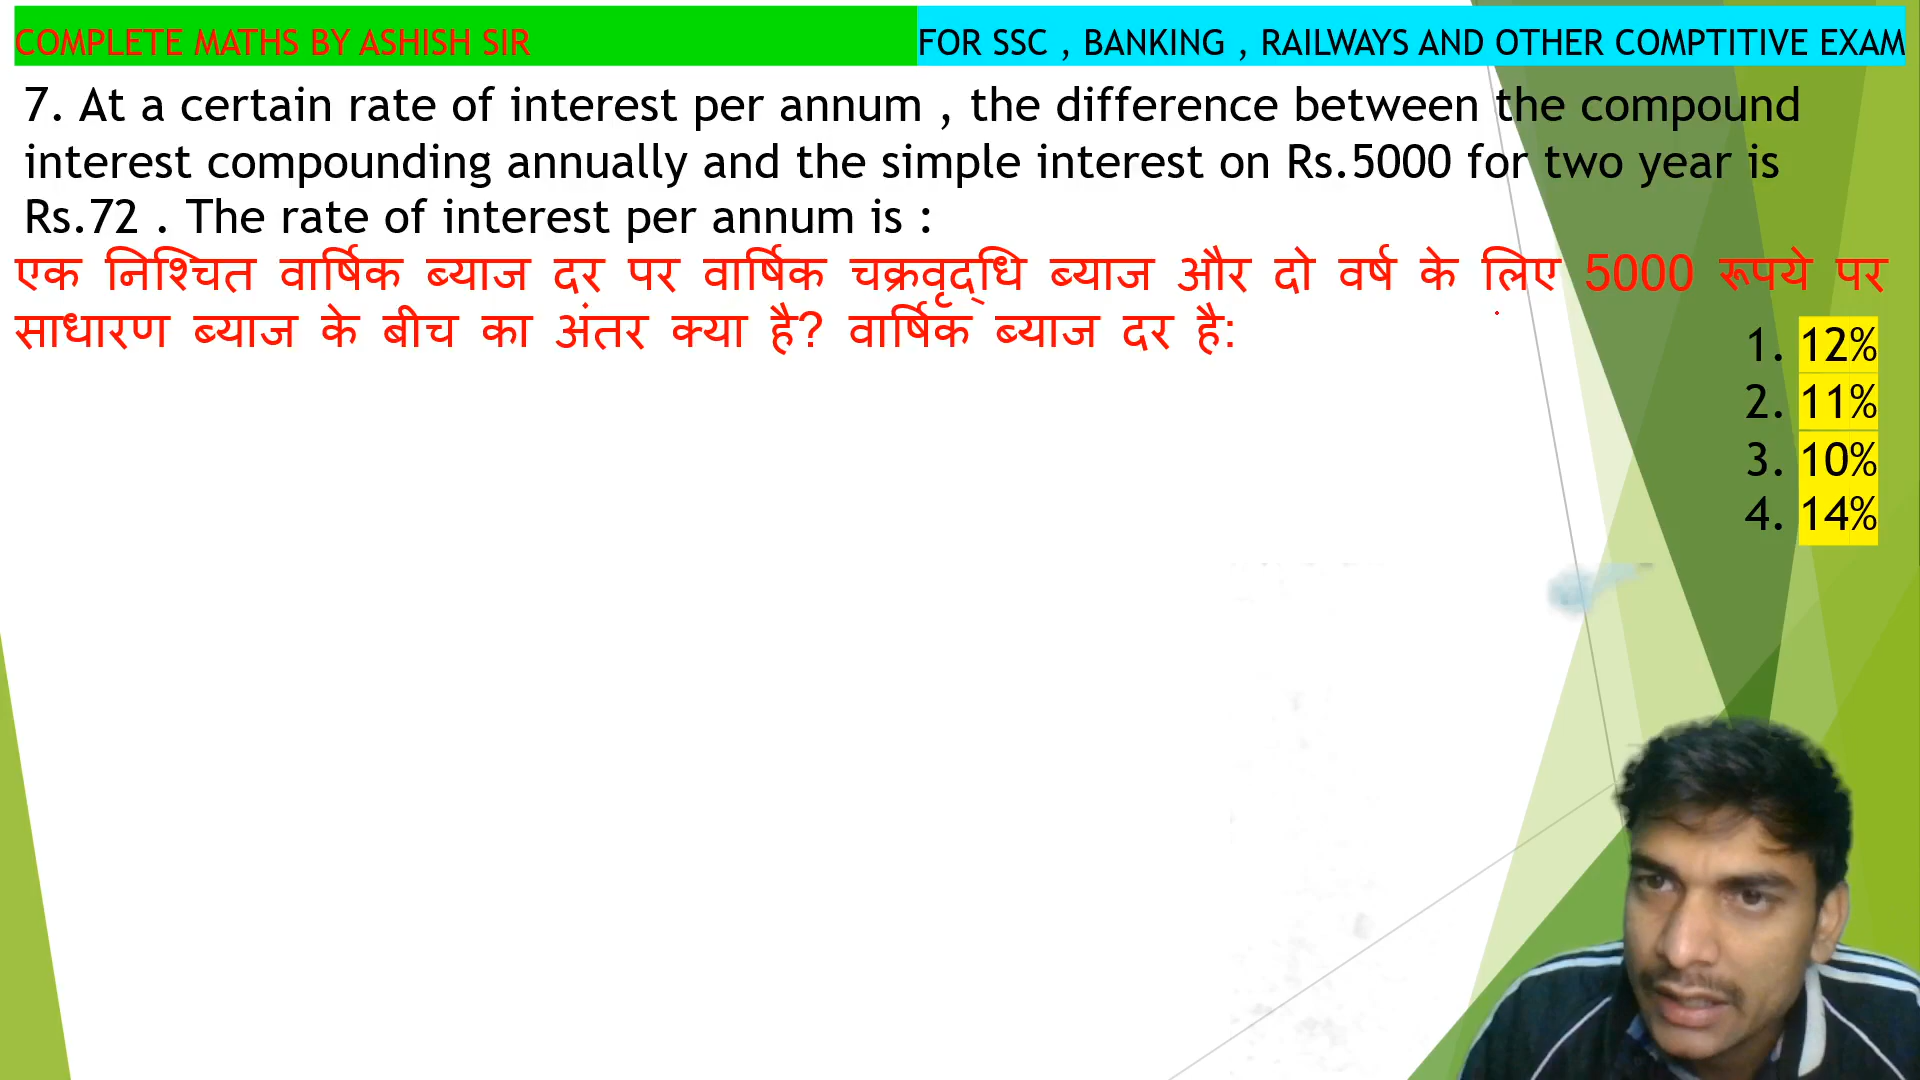 COMPLETE MATHS BY ASHISH SIR FOR SSC , BANKING , RAILWAYS AND OTHER COMPTITIVE EXAM
7. At a certain rate of interest per annum , the difference between the compound
interest compounding annually and the simple interest on Rs.5000 for two year is
Rs.72 . The rate of interest per annum is :
एक निश्चित वार्षिक ब्याज दर पर वार्षिक चक्रवृद्धि ब्याज और दो वर्ष के लिए 5000 रूपये पर
साधारण ब्याज के बीच का अंतर क्या है? वार्षिक ब्याज दर है:
1. 12%
2. 11%
3. 10%
4. 14%